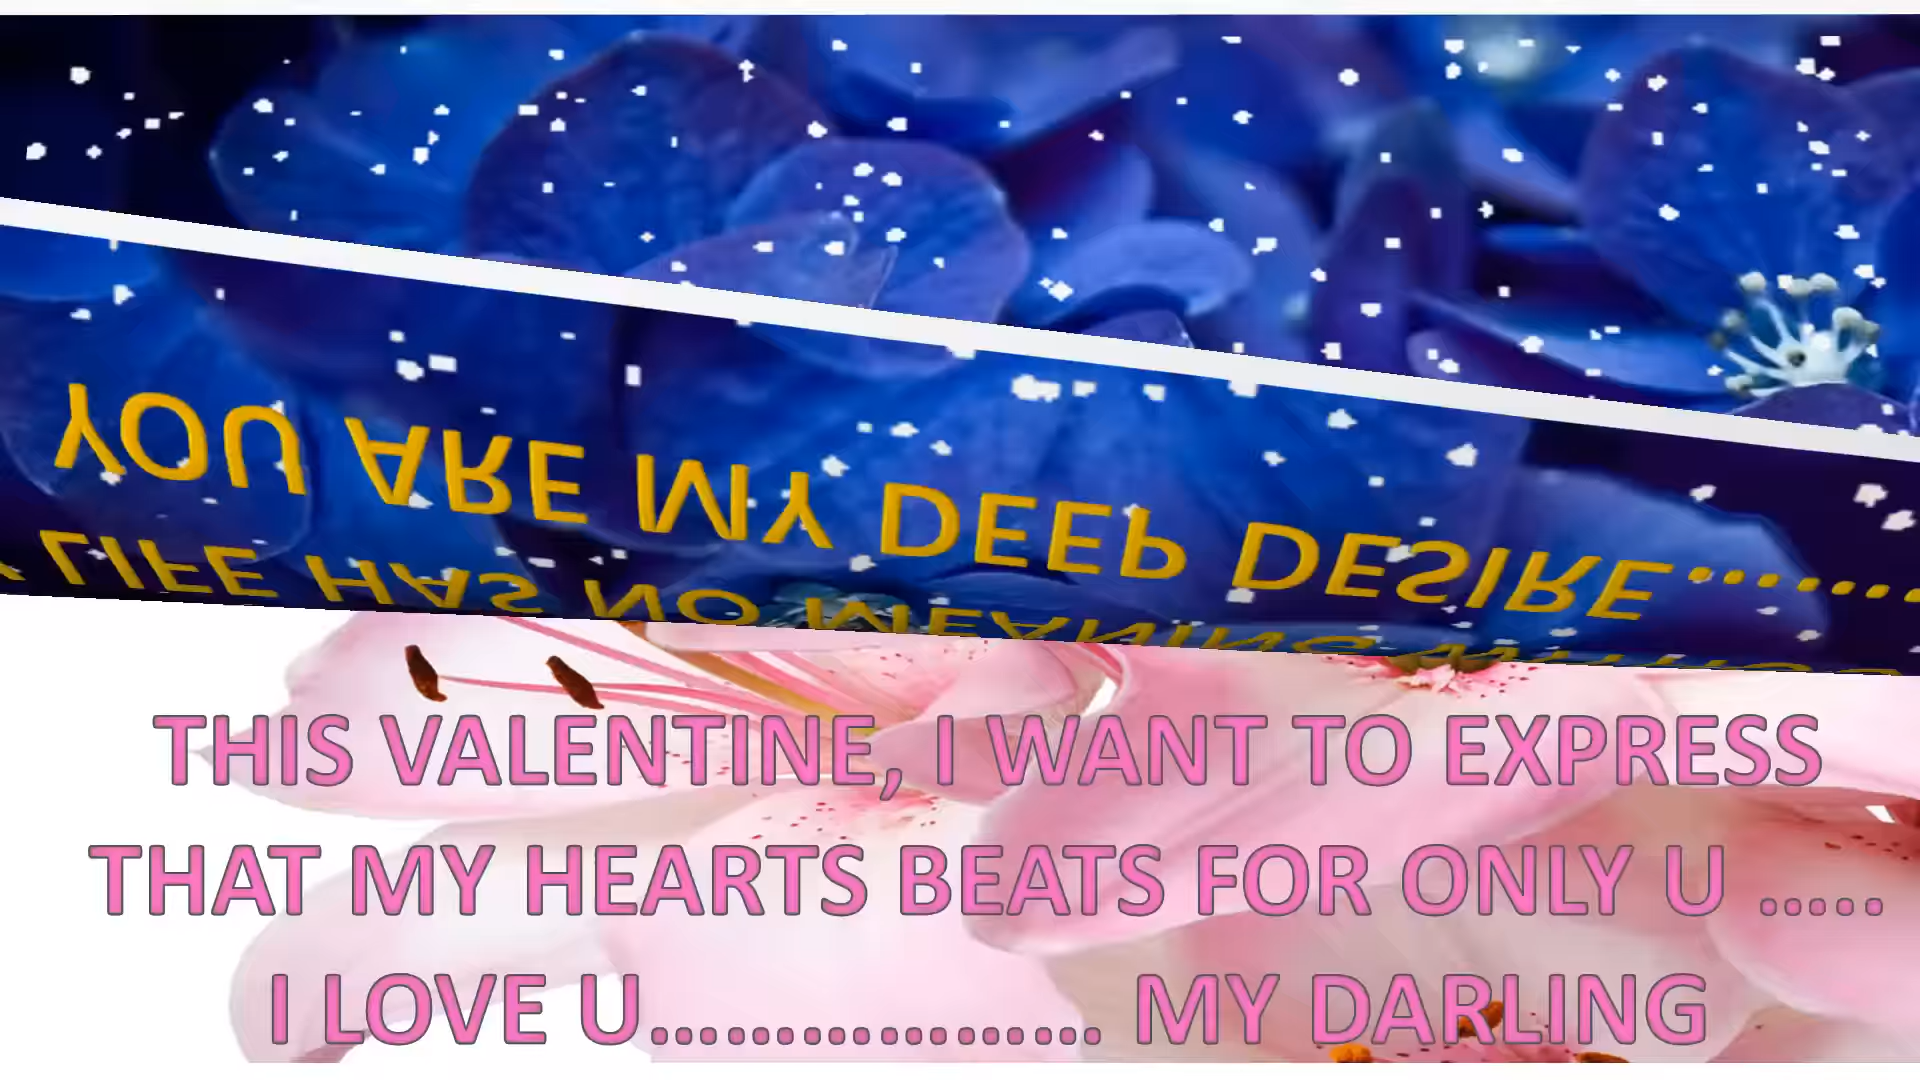 YOU ARE MY DEEP DESIRE........
LIFE HAS NO MEANING
THIS VALENTINE, I WANT TO EXPRESS
THAT MY HEARTS BEATS FOR ONLY U .....
I LOVE U.................. MY DARLING